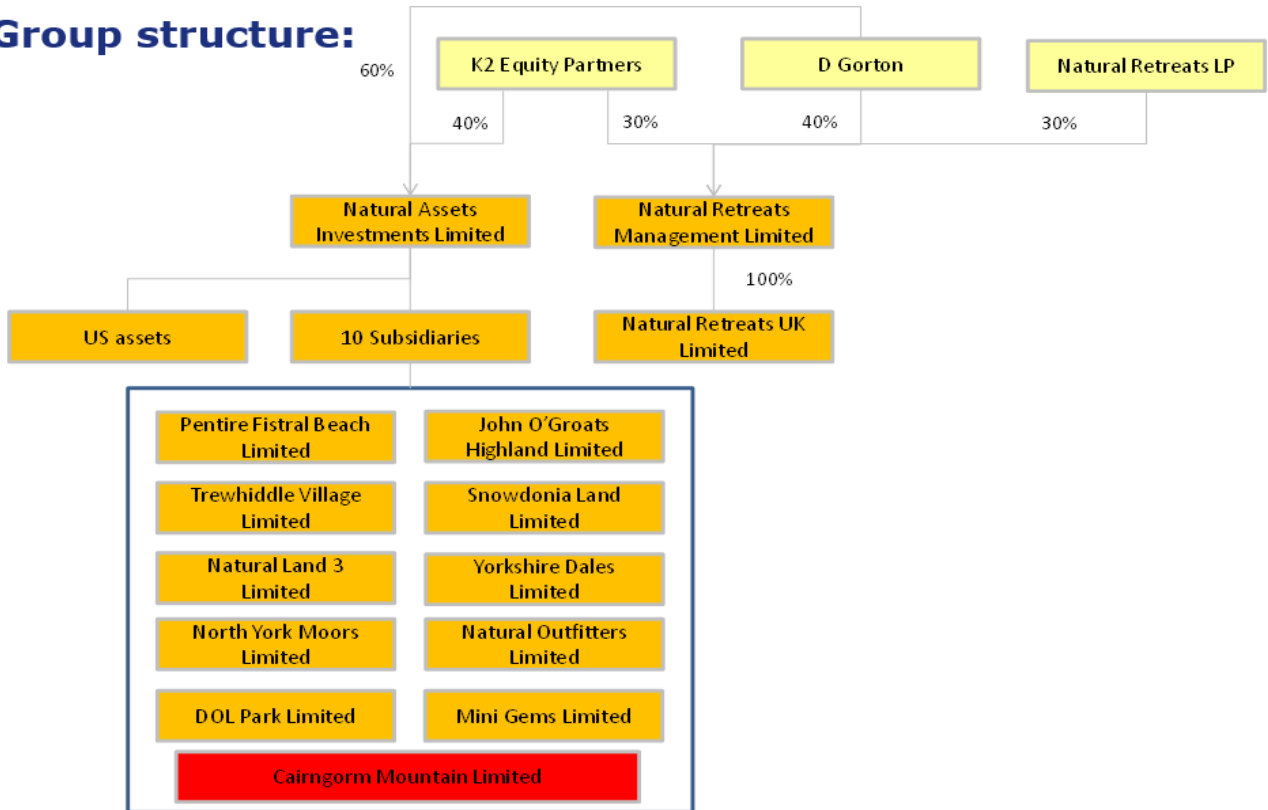 Group structure:
60%
K2 Equity Partners
D Gorton
Natural Retreats LP
40%
30%
40%
30%
Natural Assets
Investments Limited
Natural Retreats
Management Limited
100%
US assets
10 Subsidiaries
Natural Retreats UK
Limited
Pentire Fistral Beach
Limited
John O’Groats
Highland Limited
Trewhiddle Village
Limited
Snowdonia Land
Limited
Natural Land 3
Limited
Yorkshire Dales
Limited
North York Moors
Limited
Natural Outfitters
Limited
DOL Park Limited
Mini Gems Limited
Cairngorm Mountain Limited